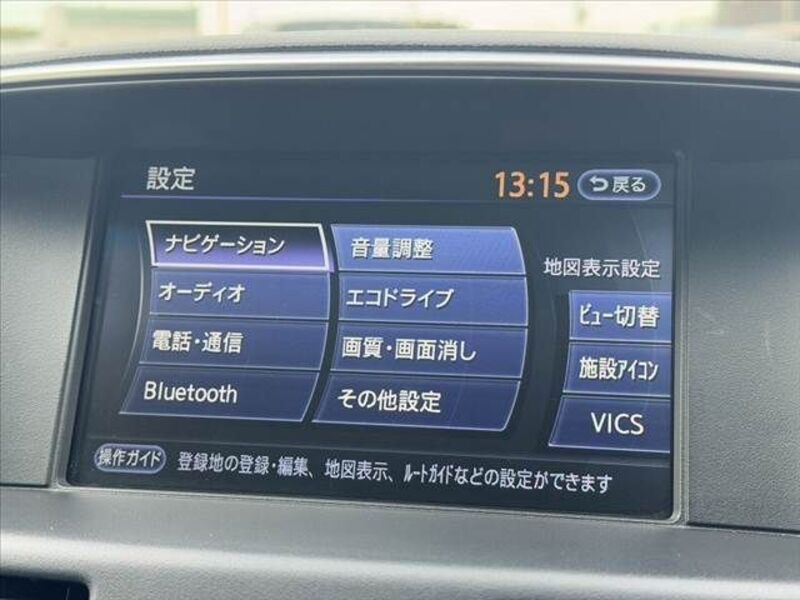 設定
13:15
戻る
ナビゲーション
音量調整
オーディオ
エコドライブ
電話・通信
画質・画面消し
Bluetooth
その他設定
地図表示設定
ビュー切替
施設アイコン
VICS
操作ガイド 登録地の登録・編集、地図表示、ルートガイドなどの設定ができます